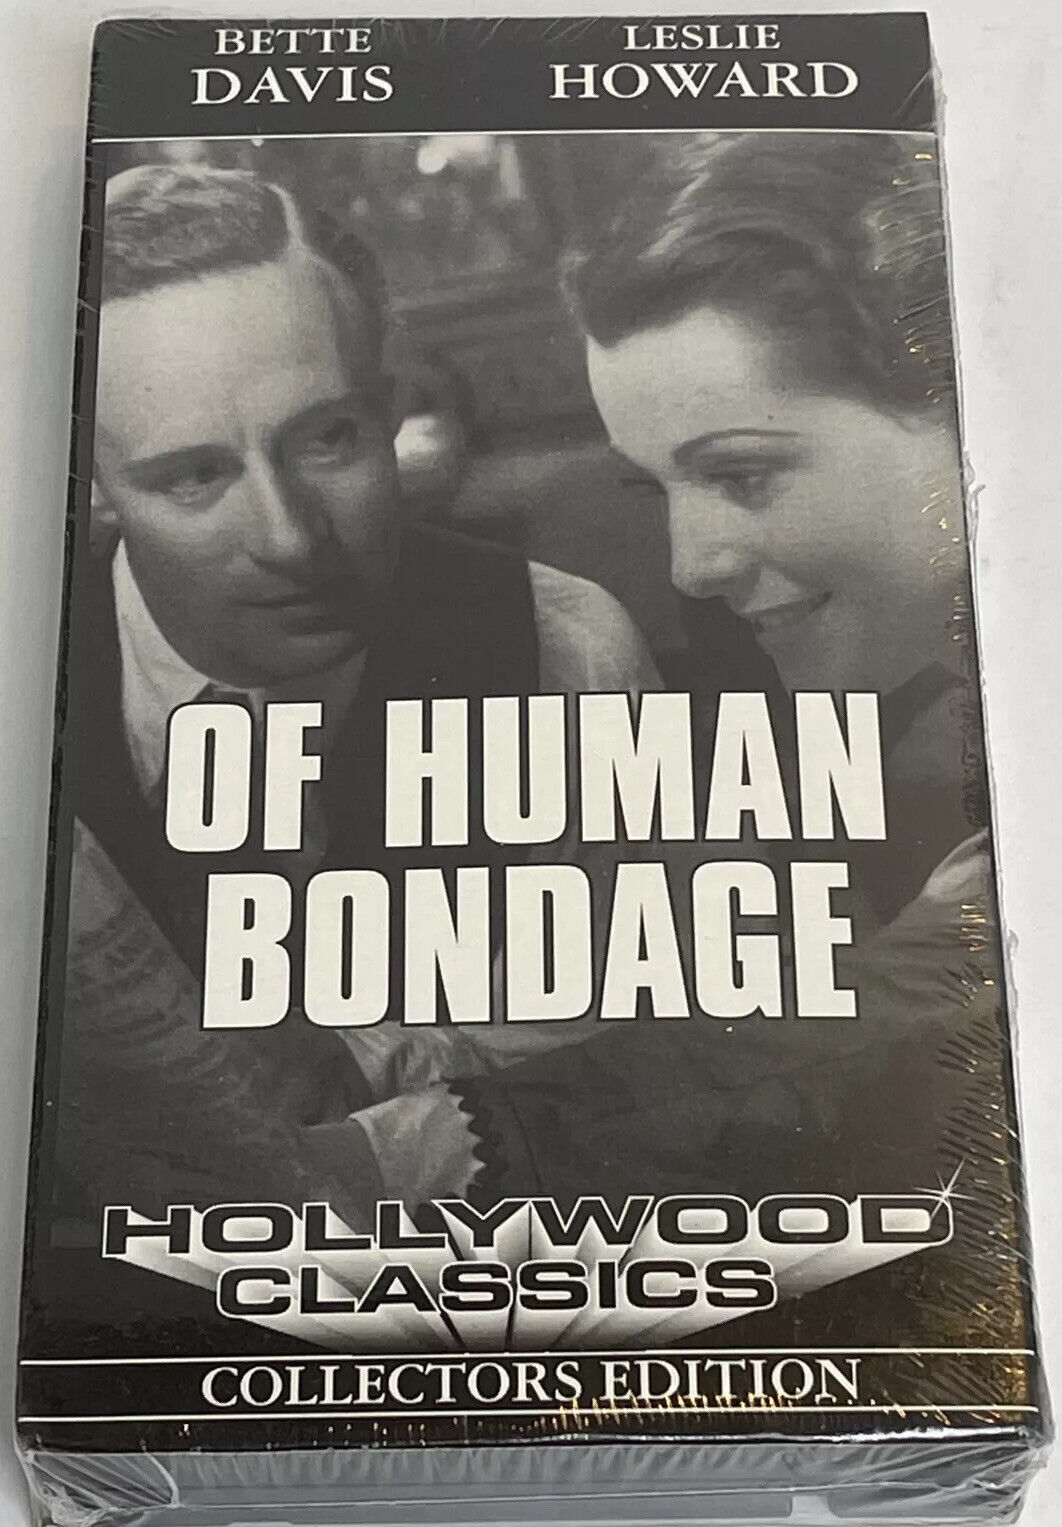 BETTE
DAVIS
LESLIE
HOWARD
OF HUMAN
BONDAGE
HOLLYWOOD
CLASSICS
COLLECTORS EDITION